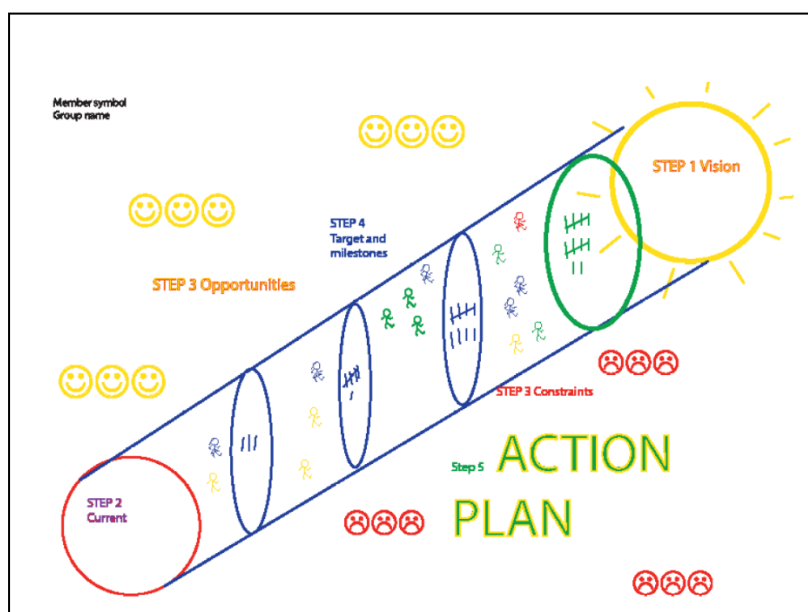 Member symbol
Group name
STEP 1 Vision
STEP 4
Target and
milestones
STEP 3 Opportunities
STEP 3 Constraints
Step 5 ACTION
PLAN
STEP 2
Current